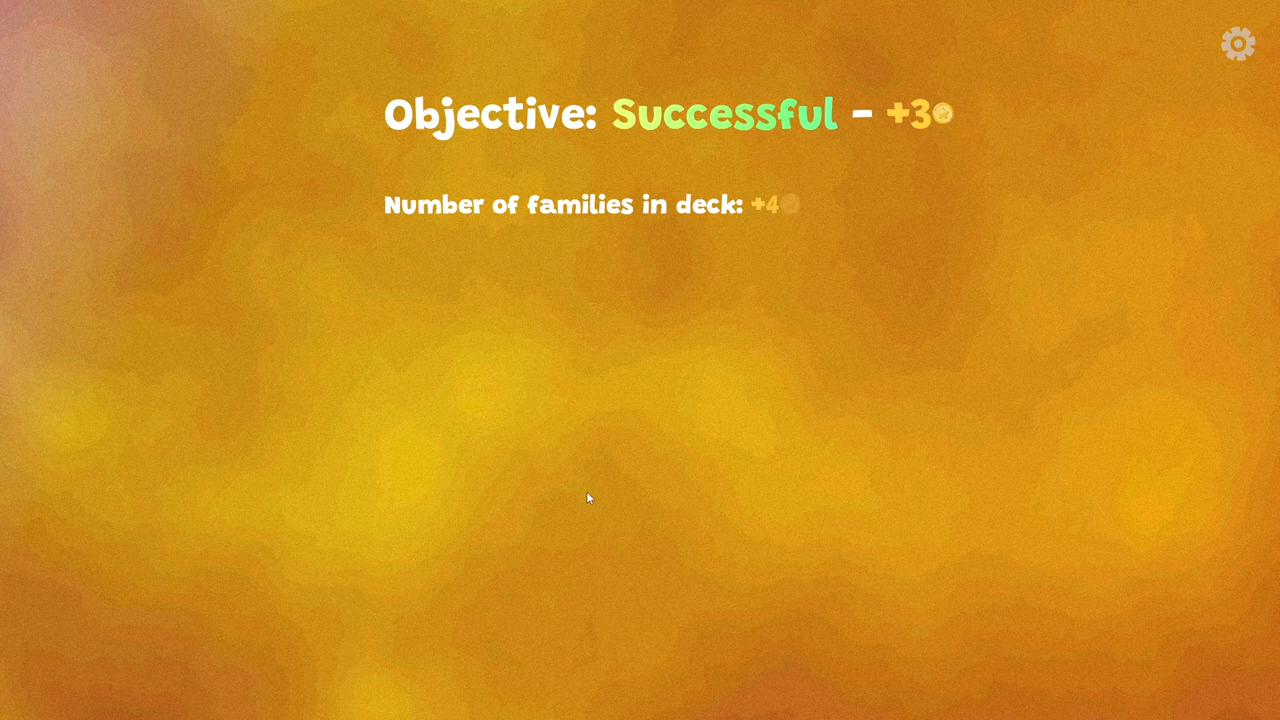 Objective: Successful - +3
Number of families in deck: +4